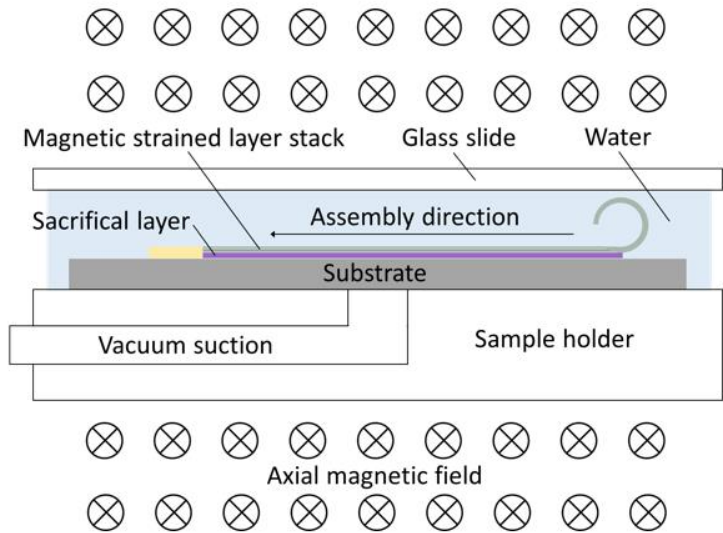 Magnetic strained layer stack
Glass slide
Water
Sacrifical layer
Assembly direction
Substrate
Vacuum suction
Sample holder
Axial magnetic field